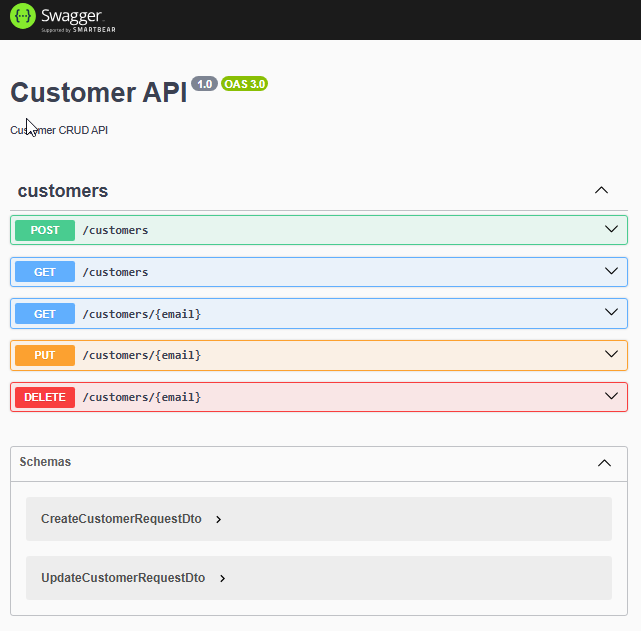 Swagger.
Supported by SMARTBEAR
Customer API 1.0 OAS 3.0
Customer CRUD API
customers
POST /customers
GET /customers
GET /customers/{email}
PUT /customers/{email}
DELETE /customers/{email}
Schemas
CreateCustomerRequestDto
UpdateCustomerRequestDto